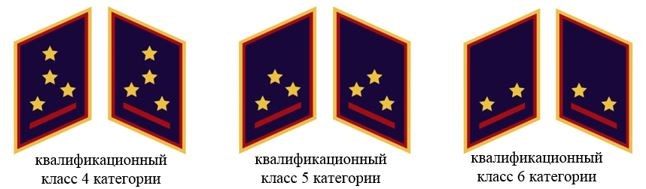 квалификационный
класс 4 категории
квалификационный
класс 5 категории
квалификационный
класс 6 категории